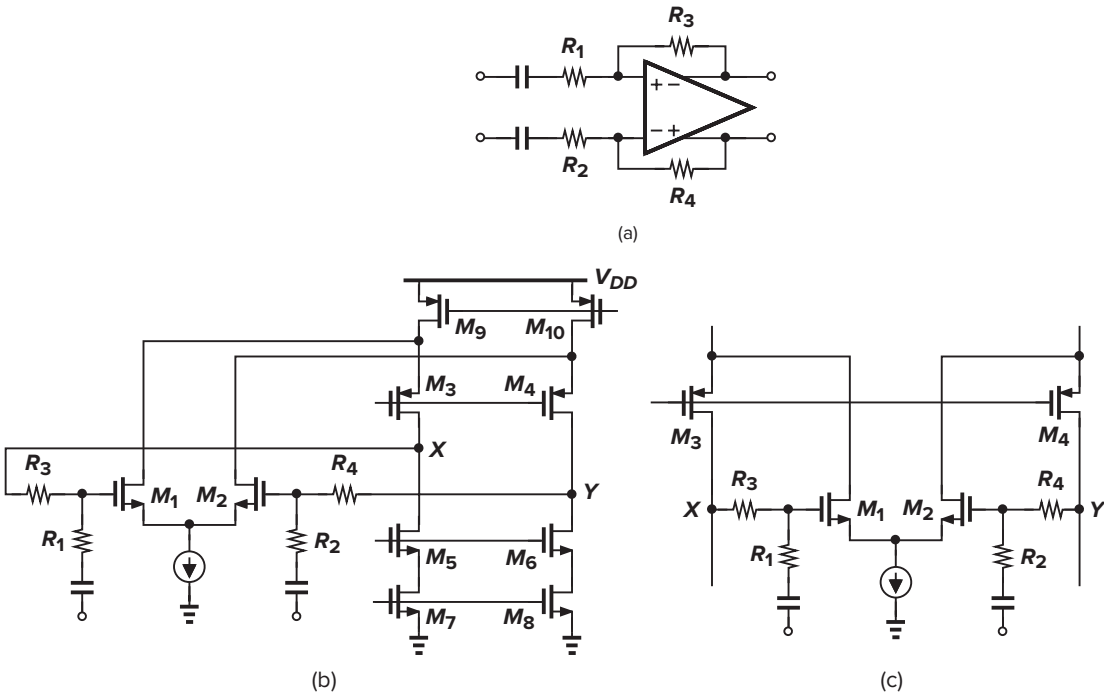 R3
R1
+ −
− +
R2
R4
(a)
VDD
M9 M10
M3 M4
X
R3 R4
M1 M2
Y
R1 R2
M5 M6
M7 M8
(b)
M3 M4
R3 R4
X M1 M2 Y
R1 R2
(c)